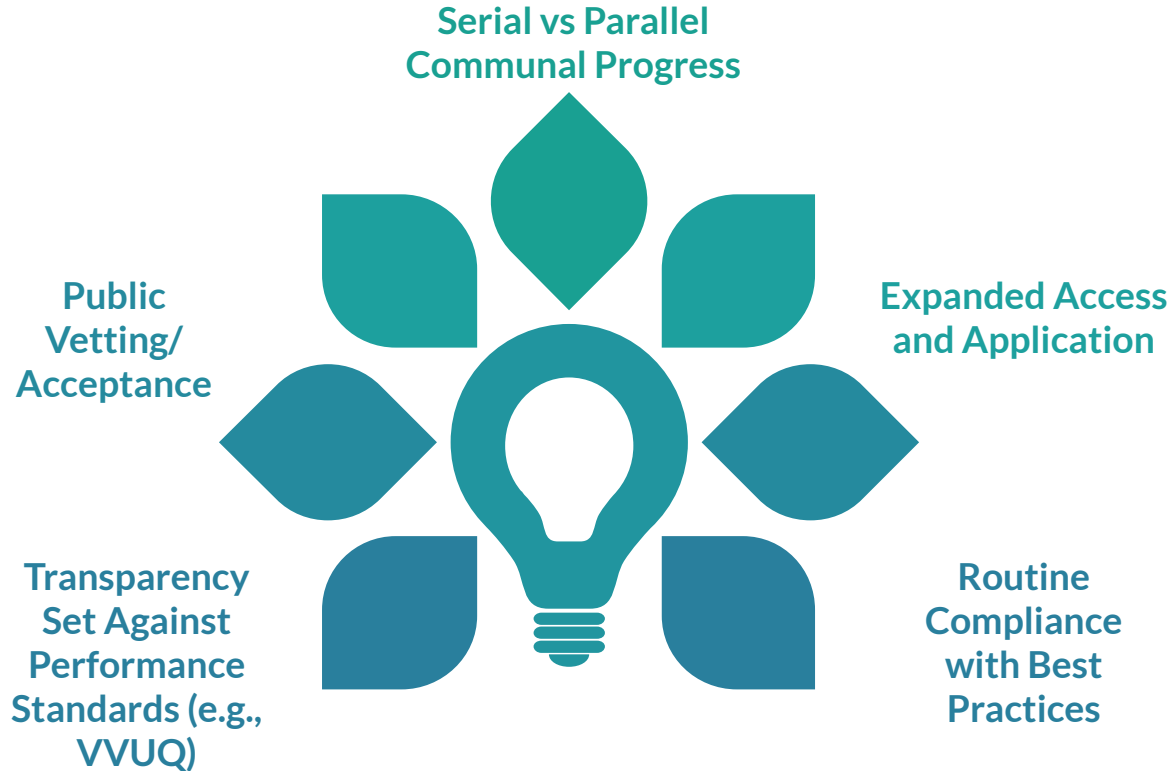 Serial vs Parallel
Communal Progress
Public
Vetting/
Acceptance
Expanded Access
and Application
Transparency
Set Against
Performance
Standards (e.g.,
VVUQ)
Routine
Compliance
with Best
Practices